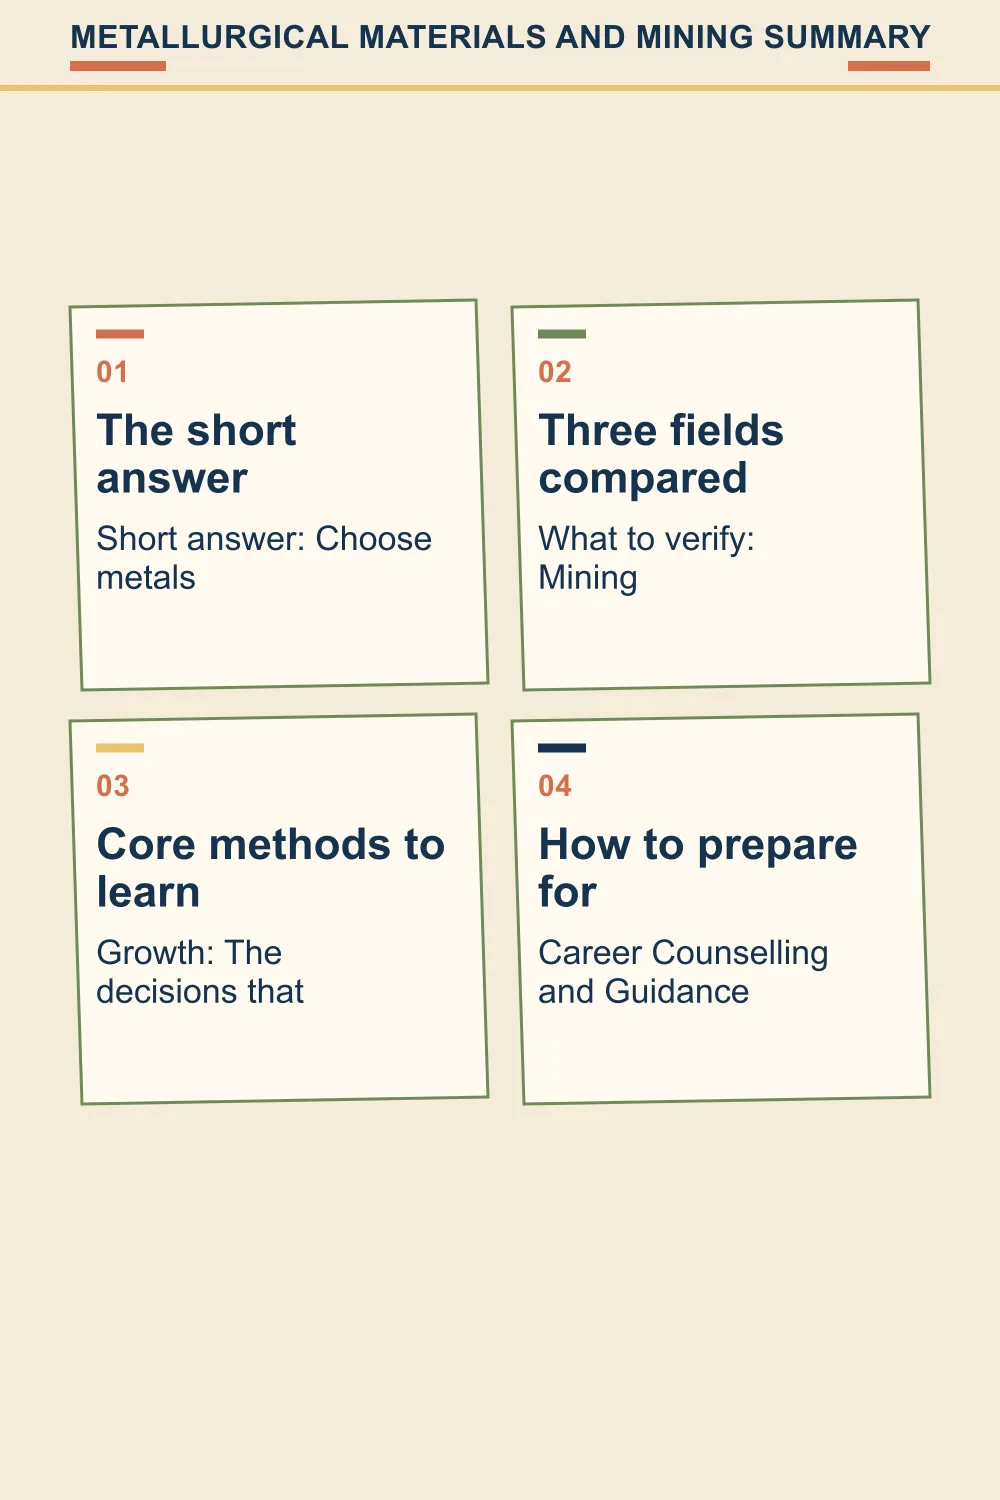 METALLURGICAL MATERIALS AND MINING SUMMARY
01
The short
answer
Short answer: Choose
metals
02
Three fields
compared
What to verify:
Mining
03
Core methods to
learn
Growth: The
decisions that
04
How to prepare
for
Career Counselling
and Guidance